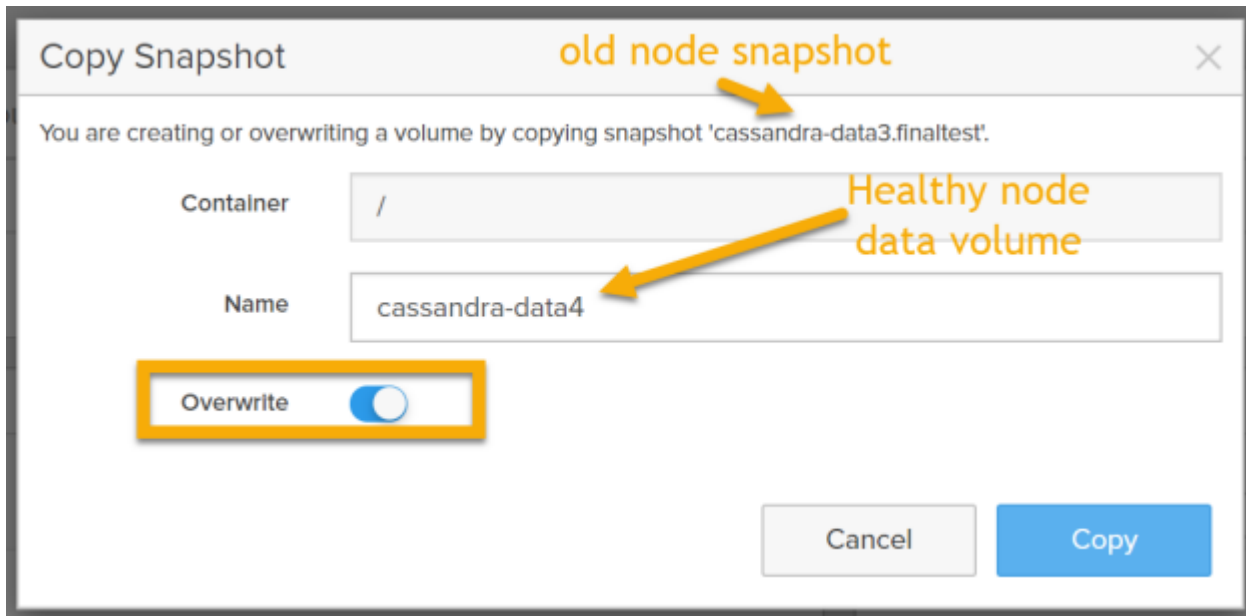 Copy Snapshot
old node snapshot
You are creating or overwriting a volume by copying snapshot 'cassandra-data3.finaltest'.
Container
/
Healthy node
data volume
Name
cassandra-data4
Overwrite
Cancel
Copy